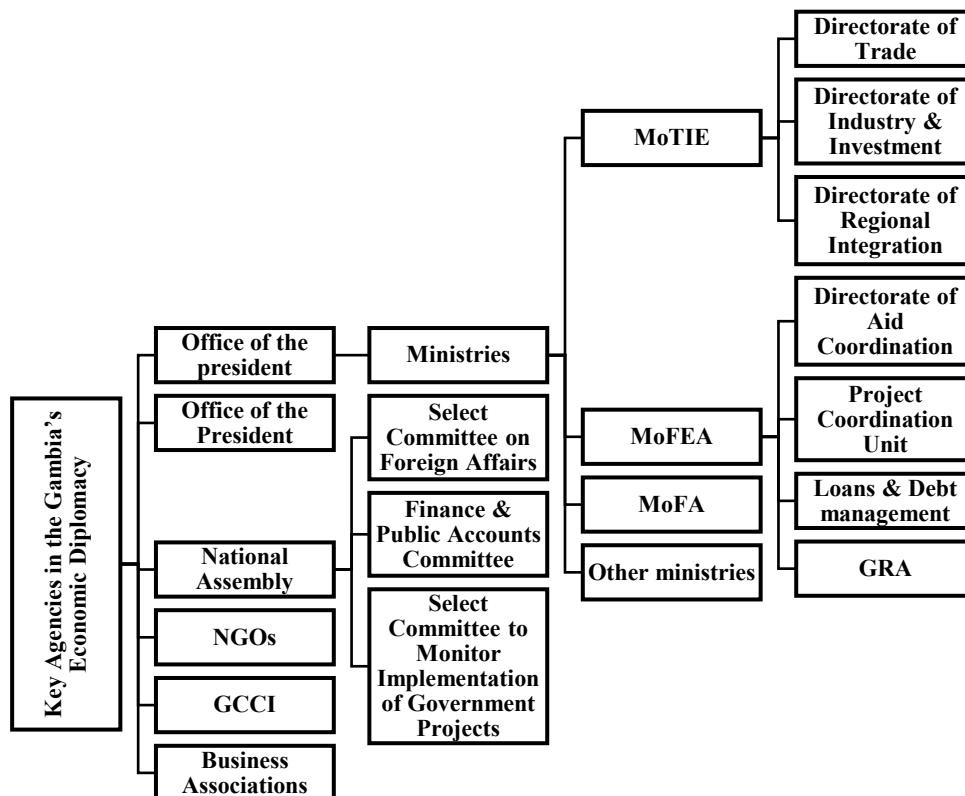 Key Agencies in the Gambia's
Economic Diplomacy
Office of the
president
Office of the
President
National
Assembly
NGOs
GCCI
Business
Associations
Ministries
Select
Committee on
Foreign Affairs
Finance &
Public Accounts
Committee
Select
Committee to
Monitor
Implementation
of Government
Projects
MoTIE
MoFEA
MoFA
Other ministries
Directorate of
Trade
Directorate of
Industry &
Investment
Directorate of
Regional
Integration
Directorate of
Aid
Coordination
Project
Coordination
Unit
Loans & Debt
management
GRA